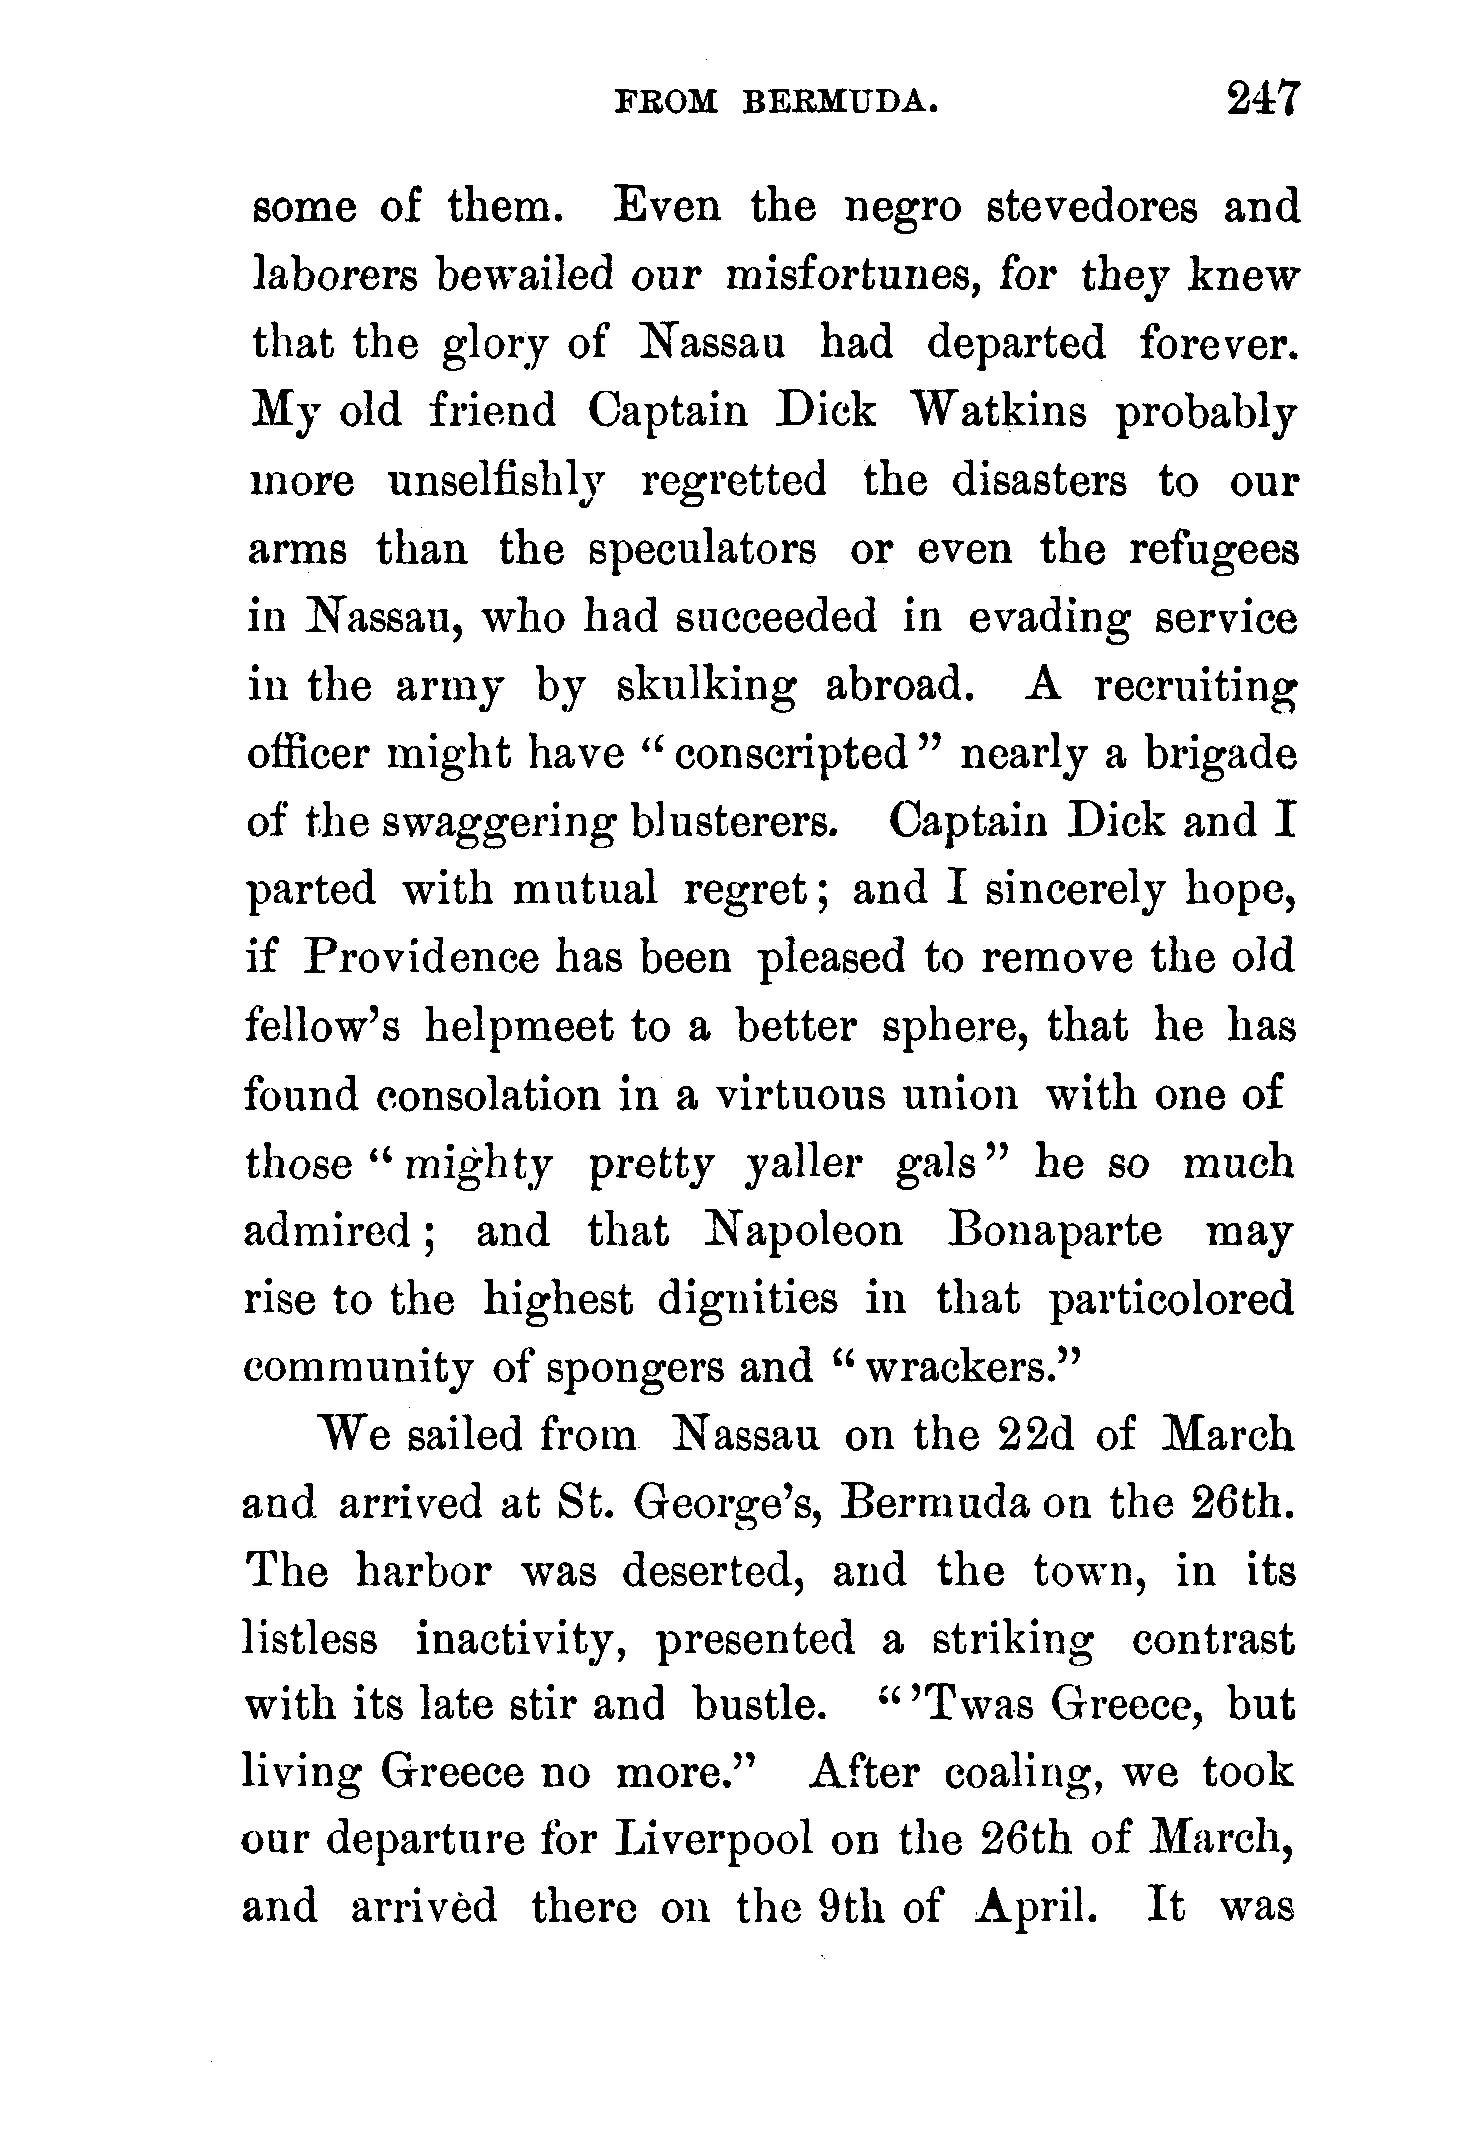 FROM BERMUDA. 247
some of them. Even the negro stevedores and
laborers bewailed our misfortunes, for they knew
that the glory of Nassau had departed forever.
My old friend Captain Dick Watkins probably
more unselfishly regretted the disasters to our
arms than the speculators or even the refugees
in Nassau, who had succeeded in evading service
in the army by skulking abroad. A recruiting
officer might have “conscripted” nearly a brigade
of the swaggering blusterers. Captain Dick and I
parted with mutual regret; and I sincerely hope,
if Providence has been pleased to remove the old
fellow’s helpmeet to a better sphere, that he has
found consolation in a virtuous union with one of
those “mighty pretty yaller gals” he so much
admired; and that Napoleon Bonaparte may
rise to the highest dignities in that particolored
community of spongers and “wrackers.”
We sailed from Nassau on the 22d of March
and arrived at St. George’s, Bermuda on the 26th.
The harbor was deserted, and the town, in its
listless inactivity, presented a striking contrast
with its late stir and bustle. “’Twas Greece, but
living Greece no more.” After coaling, we took
our departure for Liverpool on the 26th of March,
and arrived there on the 9th of April. It was